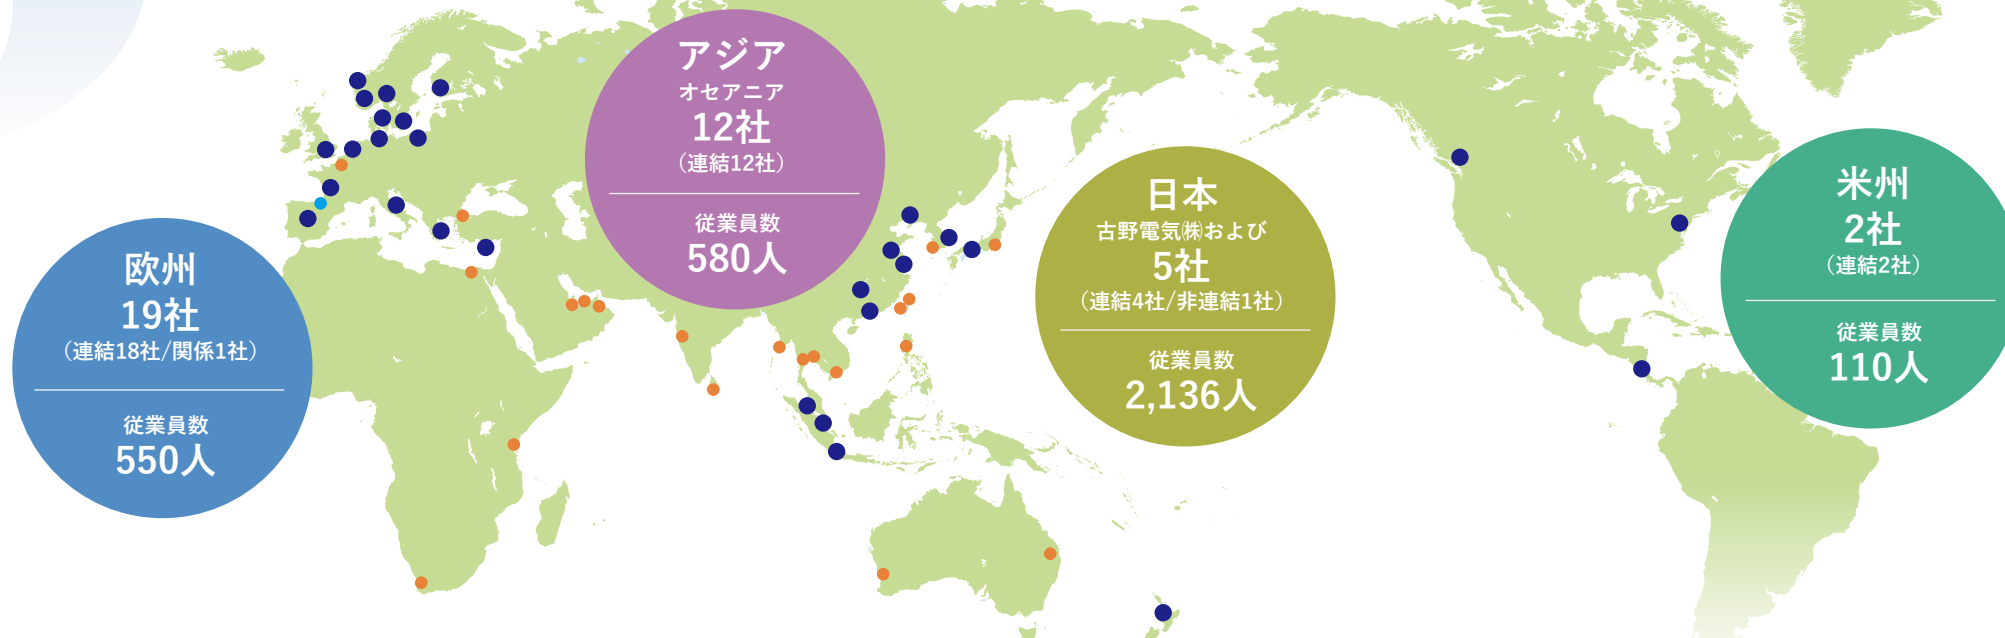 アジア
オセアニア
12社
（連結12社）
従業員数
580人
日本
古野電気㈱および
5社
（連結4社/非連結1社）
従業員数
2,136人
米州
2社
（連結2社）
従業員数
110人
欧州
19社
（連結18社/関係1社）
従業員数
550人